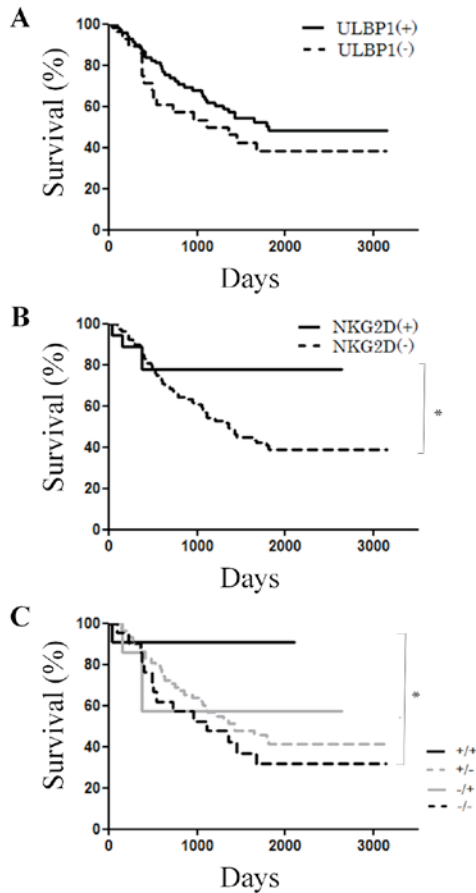 A
ULBP1(+)
ULBP1(-)
Survival (%)
100
80
60
40
20
0
0 1000 2000 3000
Days
B
NKG2D(+)
NKG2D(-)
*
Survival (%)
100
80
60
40
20
0
0 1000 2000 3000
Days
C
*
Survival (%)
100
80
60
40
20
0
0 1000 2000 3000
Days
+/+
+/-
-/+
-/-